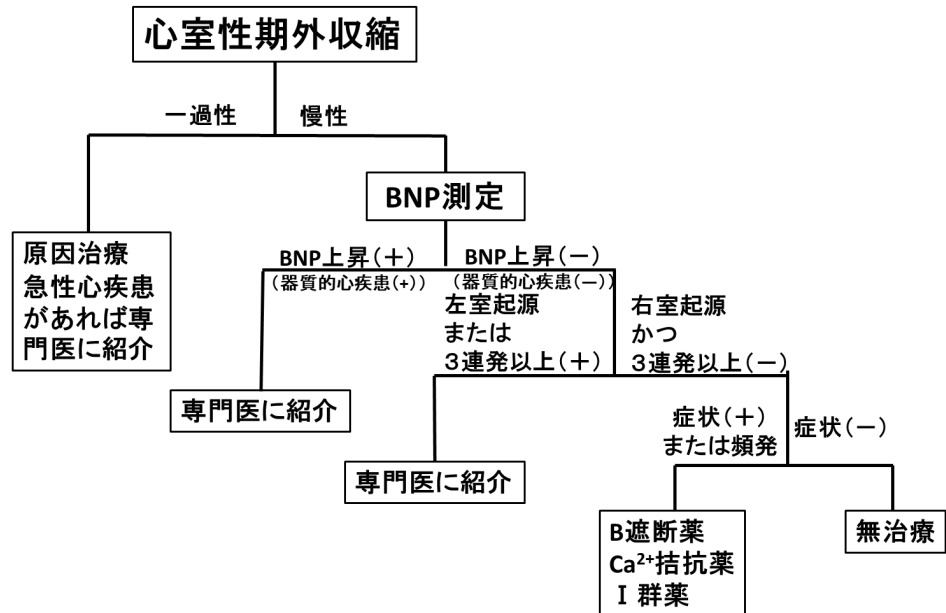 心室性期外収縮
一過性
慢性
BNP測定
原因治療
急性心疾患
があれば専
門医に紹介
BNP上昇(+)
(器質的心疾患(+))
BNP上昇(−)
(器質的心疾患(−))
専門医に紹介
左室起源
または
3連発以上(+)
右室起源
かつ
3連発以上(−)
専門医に紹介
症状(+)
または頻発
症状(−)
B遮断薬
Ca²⁺拮抗薬
I 群薬
無治療